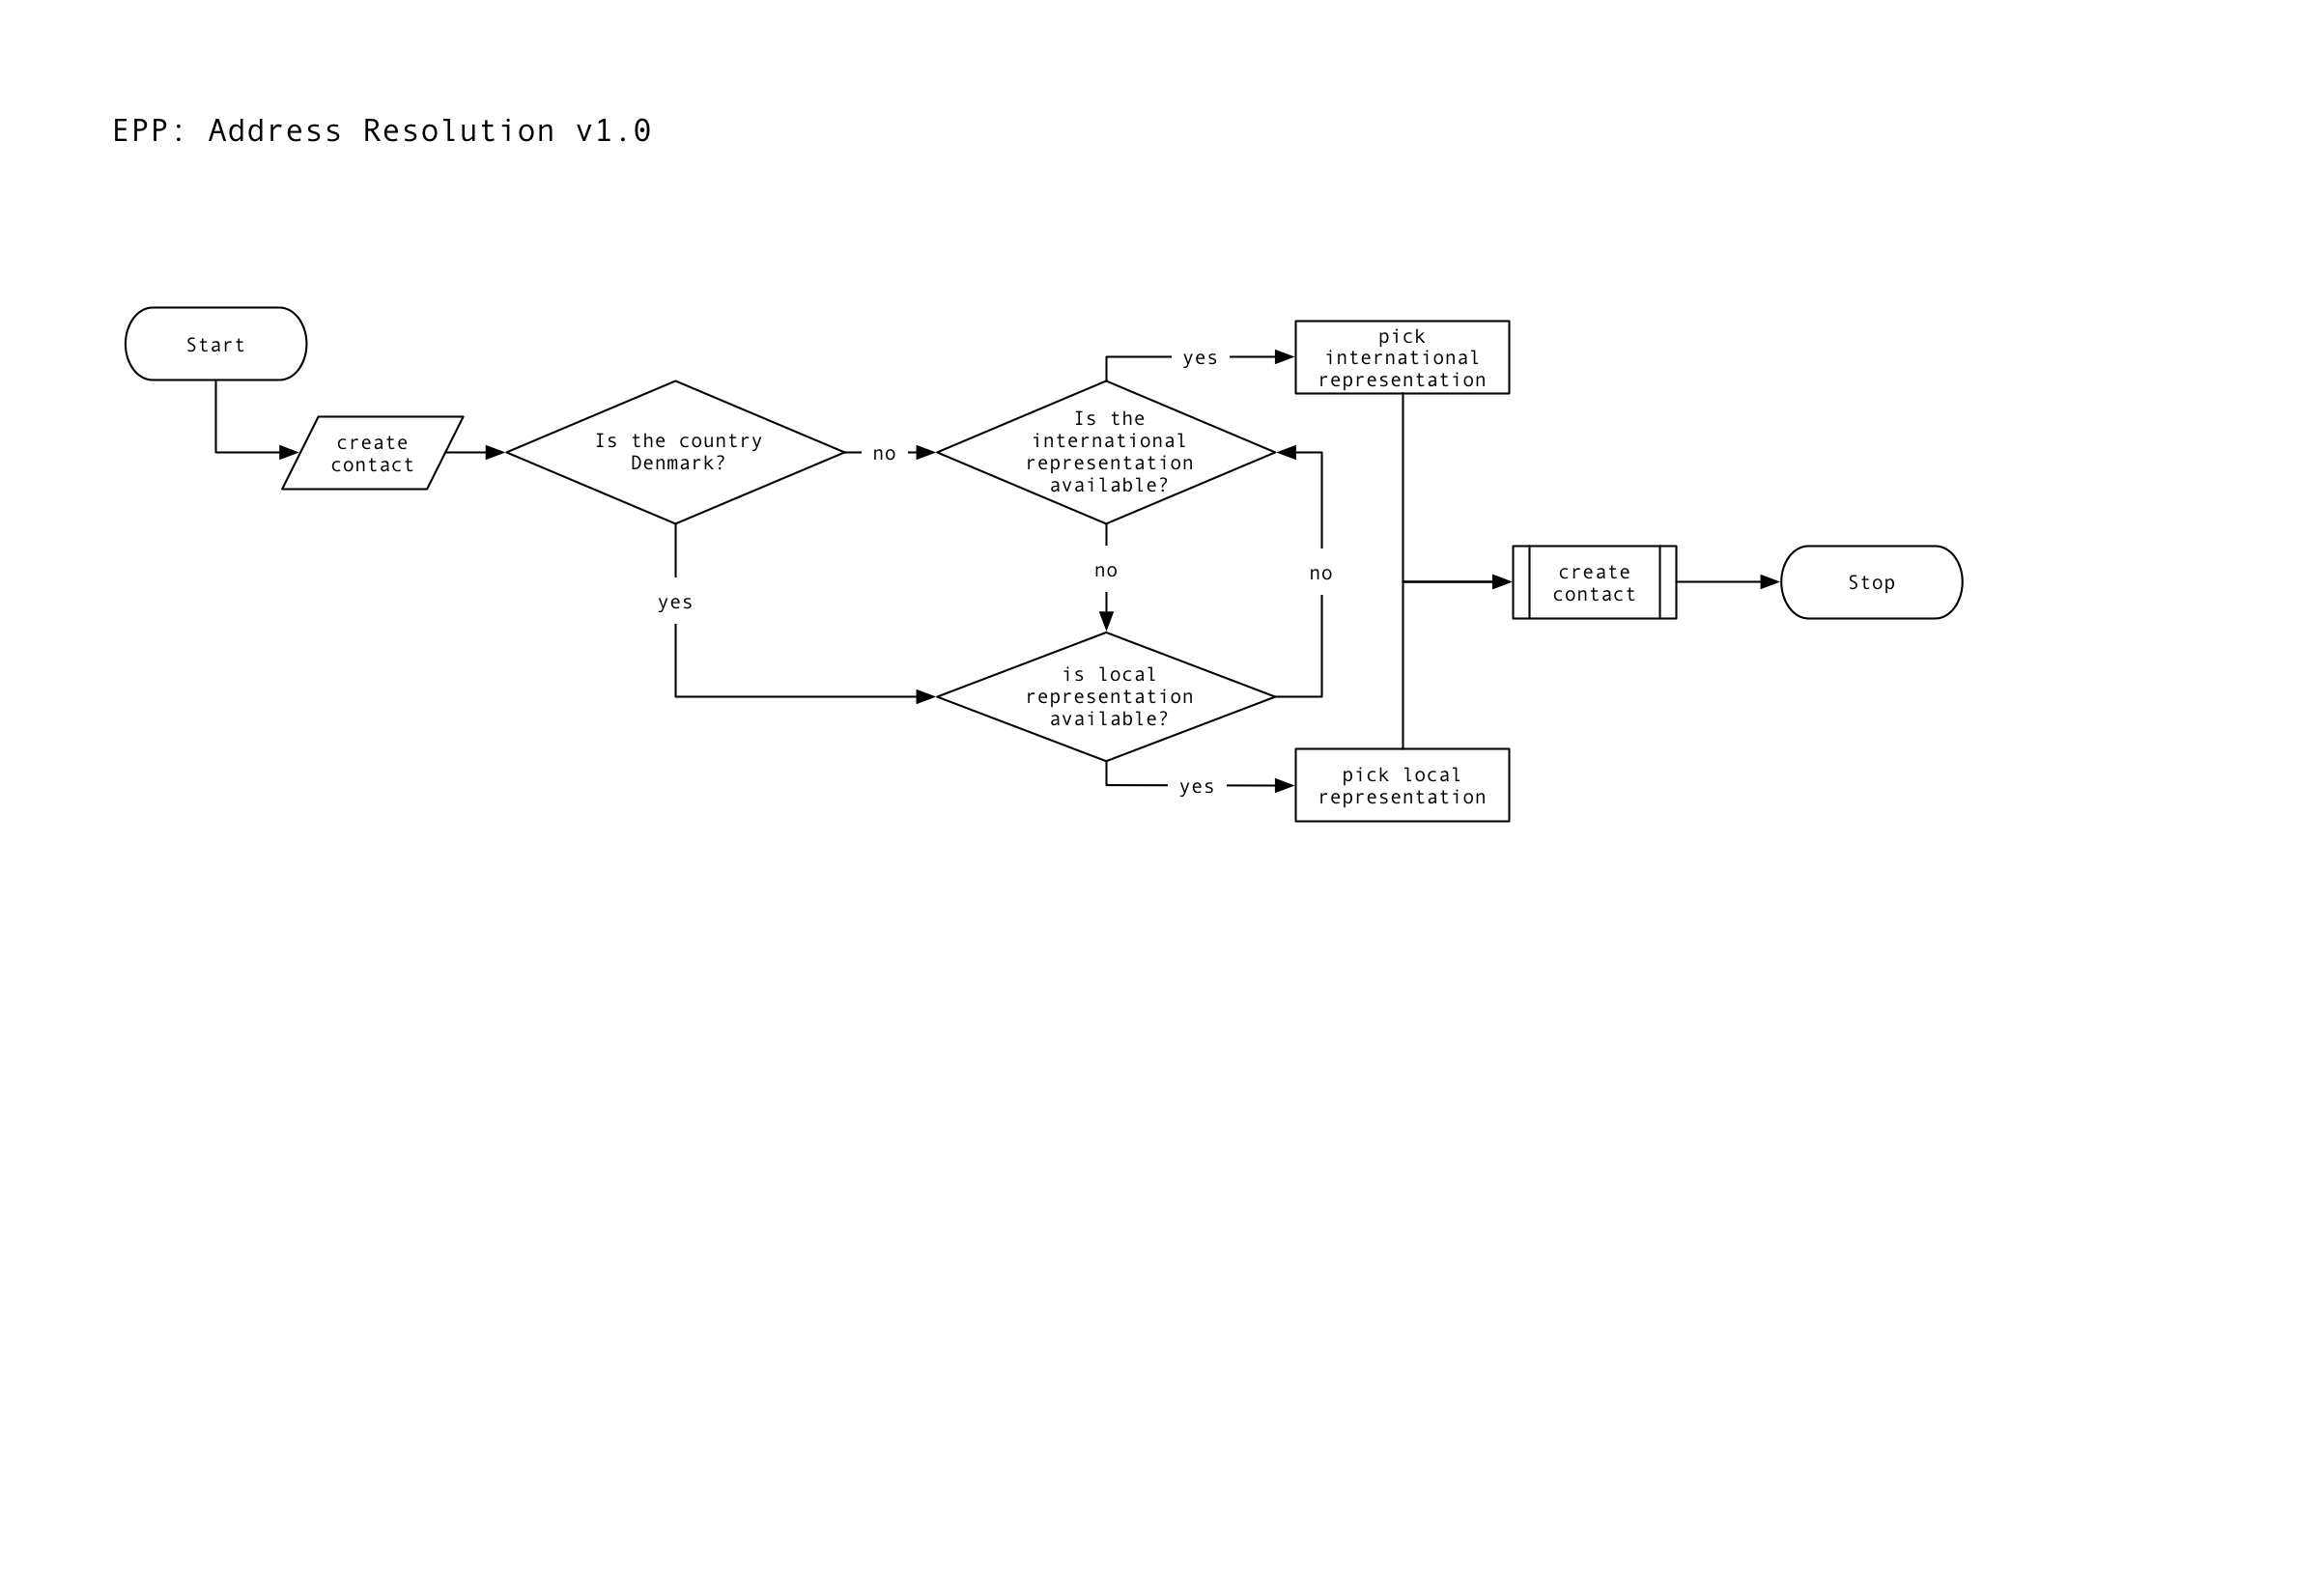 EPP: Address Resolution v1.0
Start
create
contact
Is the country
Denmark?
no
yes
Is the
international
representation
available?
yes
no
no
is local
representation
available?
yes
pick
international
representation
pick local
representation
create
contact
Stop